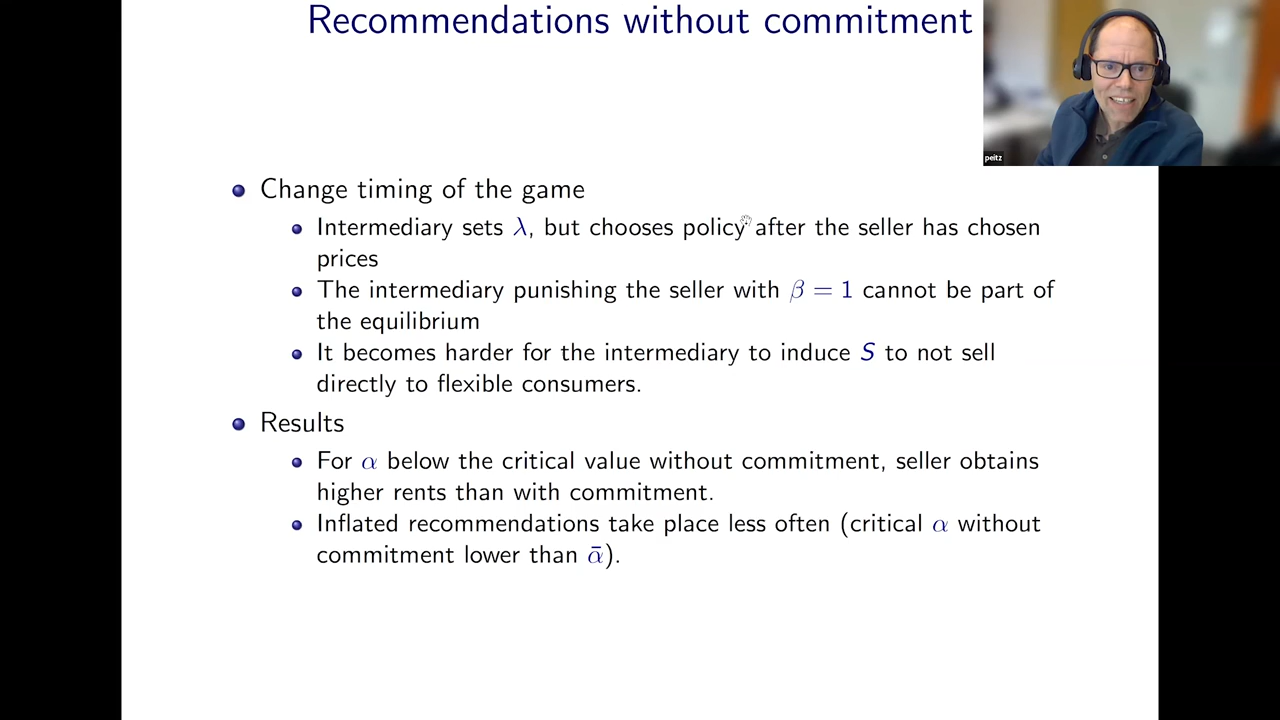 Recommendations without commitment
peitz
Change timing of the game
Intermediary sets λ, but chooses policy after the seller has chosen
prices
The intermediary punishing the seller with β = 1 cannot be part of
the equilibrium
It becomes harder for the intermediary to induce S to not sell
directly to flexible consumers.
Results
For α below the critical value without commitment, seller obtains
higher rents than with commitment.
Inflated recommendations take place less often (critical α without
commitment lower than ᾱ).